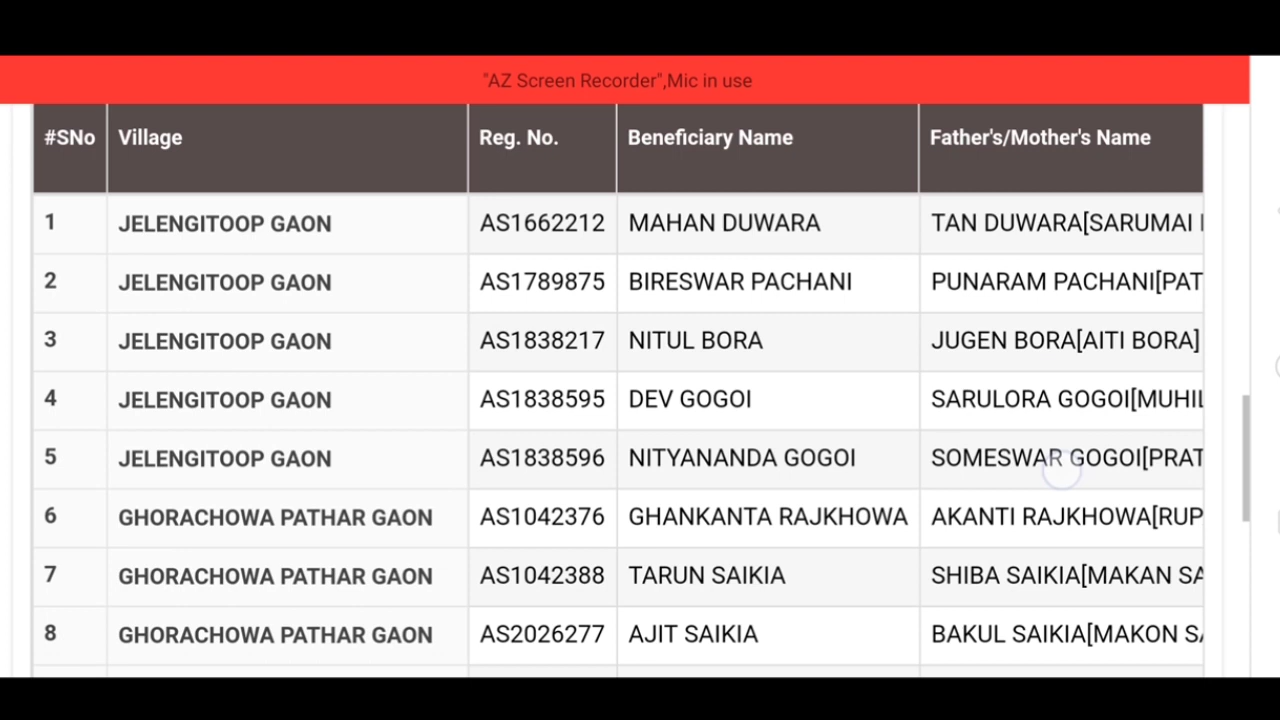 "AZ Screen Recorder",Mic in use
#SNo Village Reg. No. Beneficiary Name Father's/Mother's Name
1 JELENGITOOP GAON AS1662212 MAHAN DUWARA TAN DUWARA[SARUMAI
2 JELENGITOOP GAON AS1789875 BIRESWAR PACHANI PUNARAM PACHANI[PAT
3 JELENGITOOP GAON AS1838217 NITUL BORA JUGEN BORA[AITI BORA]
4 JELENGITOOP GAON AS1838595 DEV GOGOI SARULORA GOGOI[MUHIL
5 JELENGITOOP GAON AS1838596 NITYANANDA GOGOI SOMESWAR GOGOI[PRAT
6 GHORACHOWA PATHAR GAON AS1042376 GHANKANTA RAJKHOWA AKANTI RAJKHOWA[RUP
7 GHORACHOWA PATHAR GAON AS1042388 TARUN SAIKIA SHIBA SAIKIA[MAKAN SA
8 GHORACHOWA PATHAR GAON AS2026277 AJIT SAIKIA BAKUL SAIKIA[MAKON SA